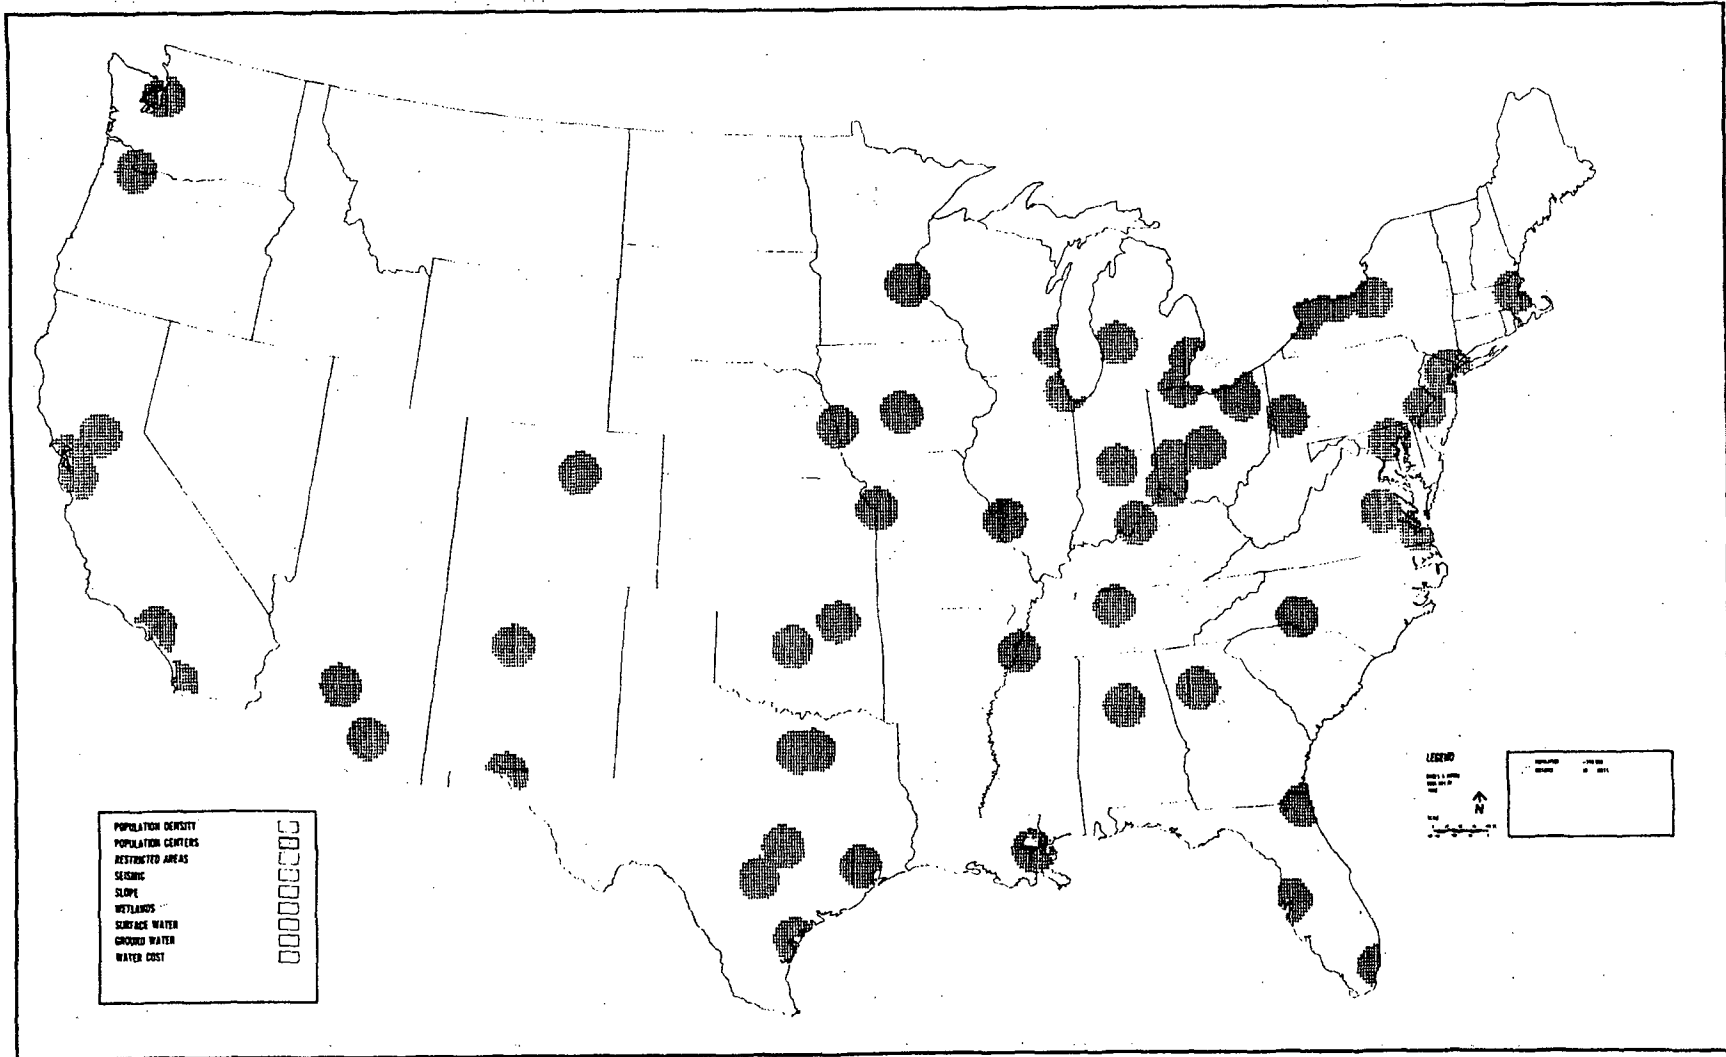 POPULATION DENSITY
POPULATION CENTERS
RESTRICTED AREAS
SEISMIC
SLOPE
WETLANDS
SURFACE WATER
GROUND WATER
WATER COST
LEGEND
N